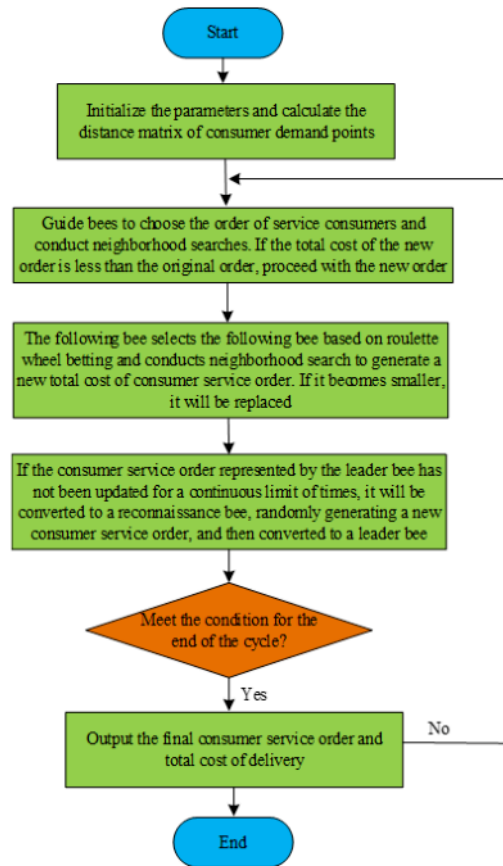 Start
Initialize the parameters and calculate the
distance matrix of consumer demand points
Guide bees to choose the order of service consumers and
conduct neighborhood searches. If the total cost of the new
order is less than the original order, proceed with the new order
The following bee selects the following bee based on roulette
wheel betting and conducts neighborhood search to generate a
new total cost of consumer service order. If it becomes smaller,
it will be replaced
If the consumer service order represented by the leader bee has
not been updated for a continuous limit of times, it will be
converted to a reconnaissance bee, randomly generating a new
consumer service order, and then converted to a leader bee
Meet the condition for the
end of the cycle?
Yes
Output the final consumer service order and
total cost of delivery
No
End